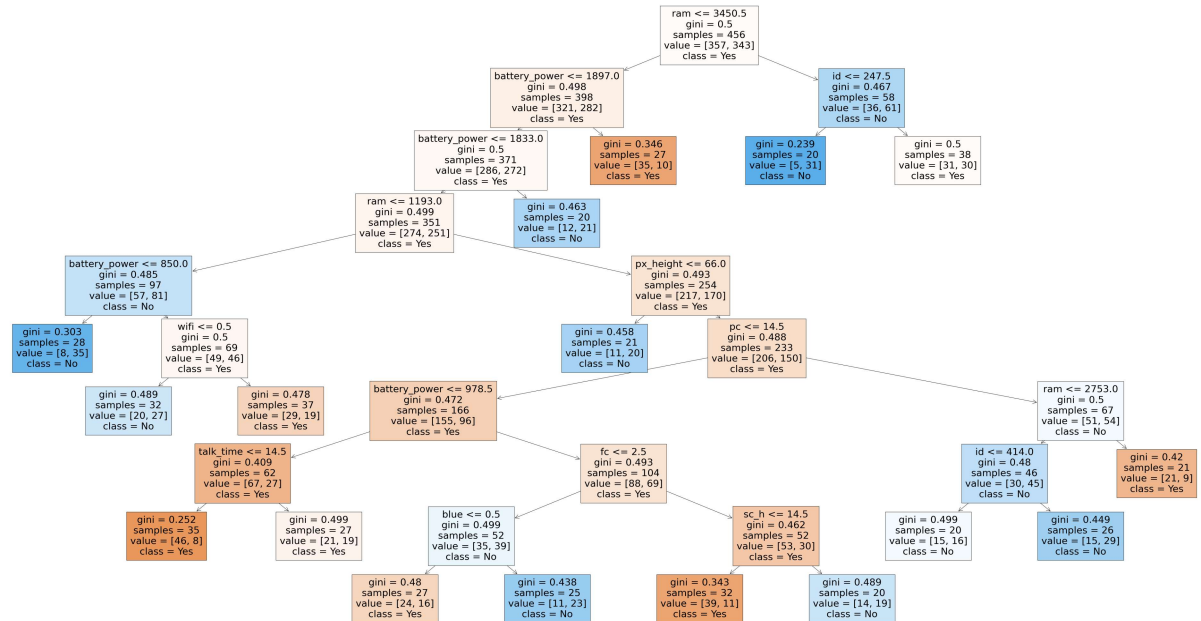 ram <= 3450.5
gini = 0.5
samples = 456
value = [357, 343]
class = Yes
battery_power <= 1897.0
gini = 0.498
samples = 398
value = [321, 282]
class = Yes
id <= 247.5
gini = 0.467
samples = 58
value = [36, 61]
class = No
battery_power <= 1833.0
gini = 0.5
samples = 371
value = [286, 272]
class = Yes
gini = 0.346
samples = 27
value = [35, 10]
class = Yes
gini = 0.239
samples = 20
value = [5, 31]
class = No
gini = 0.5
samples = 38
value = [31, 30]
class = Yes
ram <= 1193.0
gini = 0.499
samples = 351
value = [274, 251]
class = Yes
gini = 0.463
samples = 20
value = [12, 21]
class = No
battery_power <= 850.0
gini = 0.485
samples = 97
value = [57, 81]
class = No
px_height <= 66.0
gini = 0.493
samples = 254
value = [217, 170]
class = Yes
gini = 0.303
samples = 28
value = [8, 35]
class = No
wifi <= 0.5
gini = 0.5
samples = 69
value = [49, 46]
class = Yes
gini = 0.458
samples = 21
value = [11, 20]
class = No
pc <= 14.5
gini = 0.488
samples = 233
value = [206, 150]
class = Yes
gini = 0.489
samples = 32
value = [20, 27]
class = No
gini = 0.478
samples = 37
value = [29, 19]
class = Yes
battery_power <= 978.5
gini = 0.472
samples = 166
value = [155, 96]
class = Yes
ram <= 2753.0
gini = 0.5
samples = 67
value = [51, 54]
class = No
talk_time <= 14.5
gini = 0.409
samples = 62
value = [67, 27]
class = Yes
fc <= 2.5
gini = 0.493
samples = 104
value = [88, 69]
class = Yes
id <= 414.0
gini = 0.48
samples = 46
value = [30, 45]
class = No
gini = 0.42
samples = 21
value = [21, 9]
class = Yes
gini = 0.252
samples = 35
value = [46, 8]
class = Yes
gini = 0.499
samples = 27
value = [21, 19]
class = Yes
blue <= 0.5
gini = 0.499
samples = 52
value = [35, 39]
class = No
sc_h <= 14.5
gini = 0.462
samples = 52
value = [53, 30]
class = Yes
gini = 0.499
samples = 20
value = [15, 16]
class = No
gini = 0.449
samples = 26
value = [15, 29]
class = No
gini = 0.48
samples = 27
value = [24, 16]
class = Yes
gini = 0.438
samples = 25
value = [11, 23]
class = No
gini = 0.343
samples = 32
value = [39, 11]
class = Yes
gini = 0.489
samples = 20
value = [14, 19]
class = No